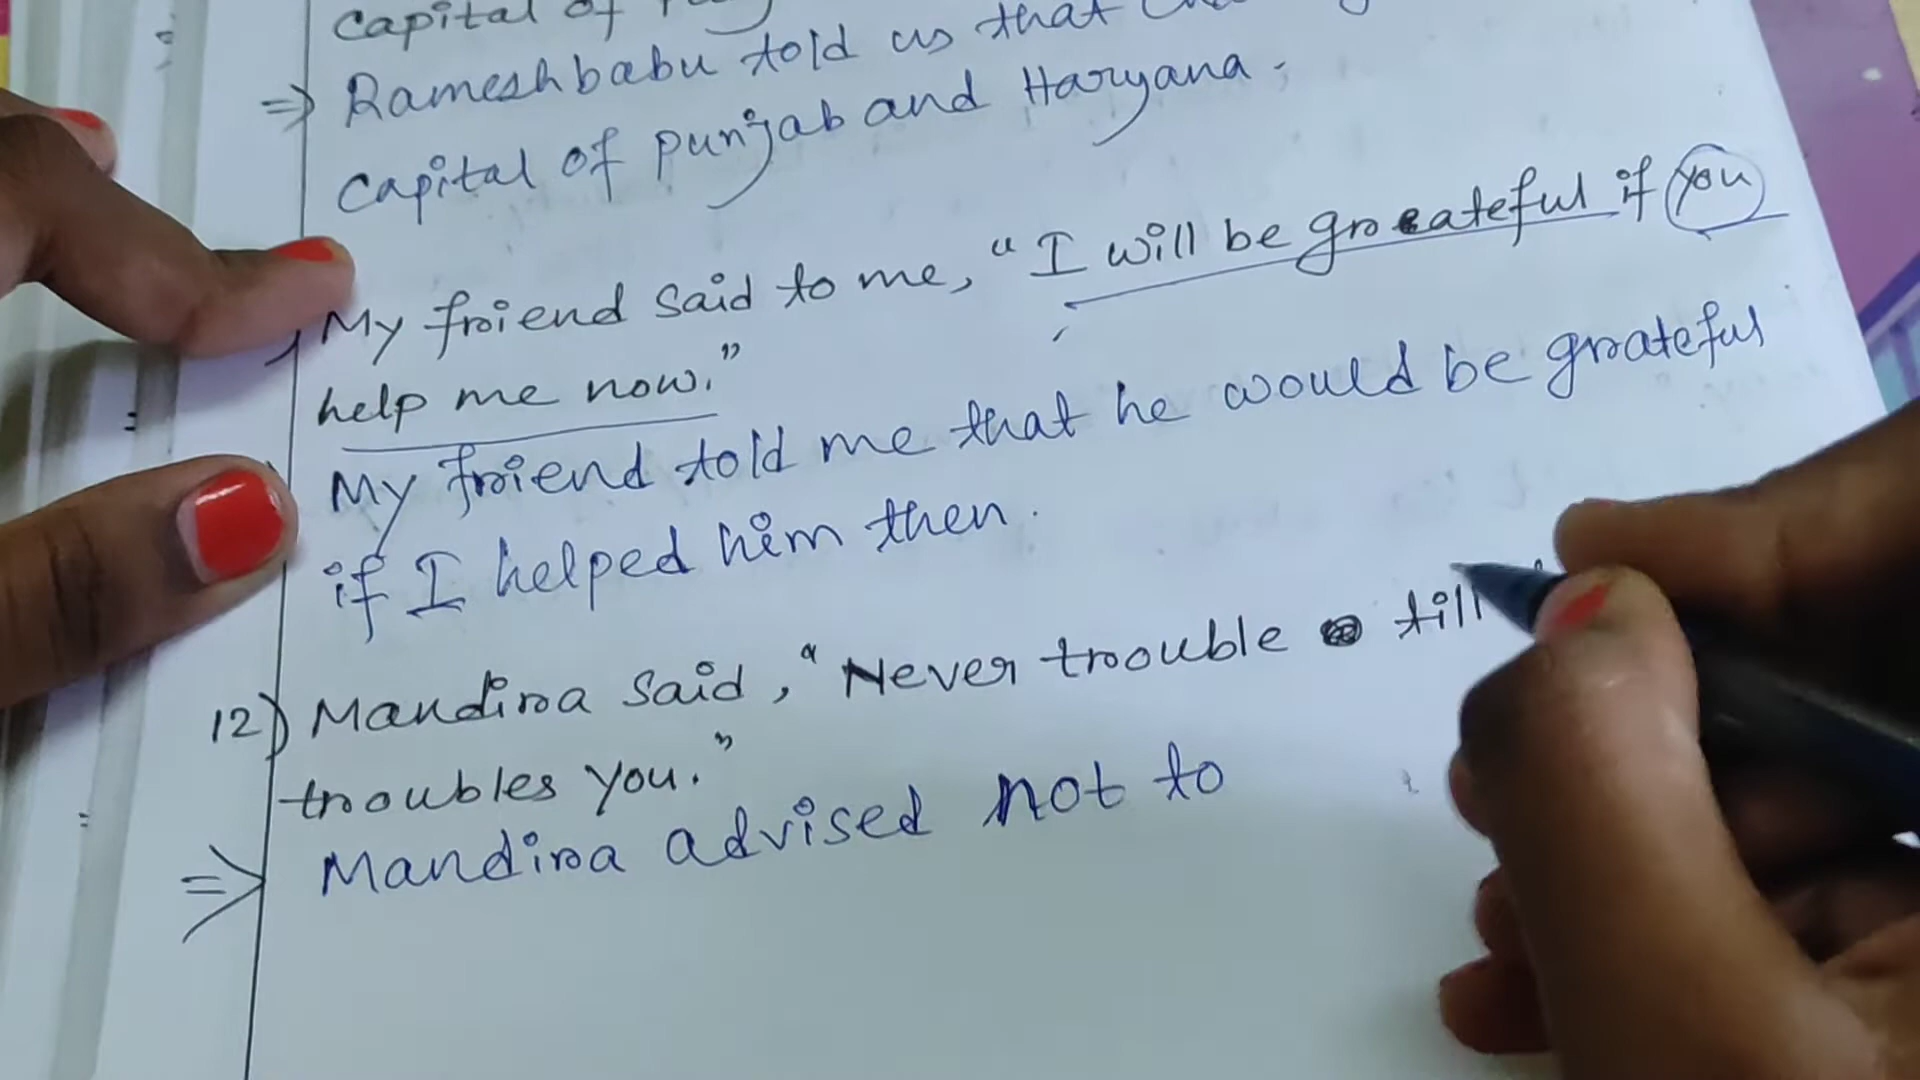 capital of
⇒ Rameshbabu told us that
capital of punjab and Haryana.
My friend said to me, "I will be greateful if you
help me now."
My friend told me that he would be grateful
if I helped him then.
12) Mandira said, "Never trouble till
troubles you."
⇒ Mandira advised not to